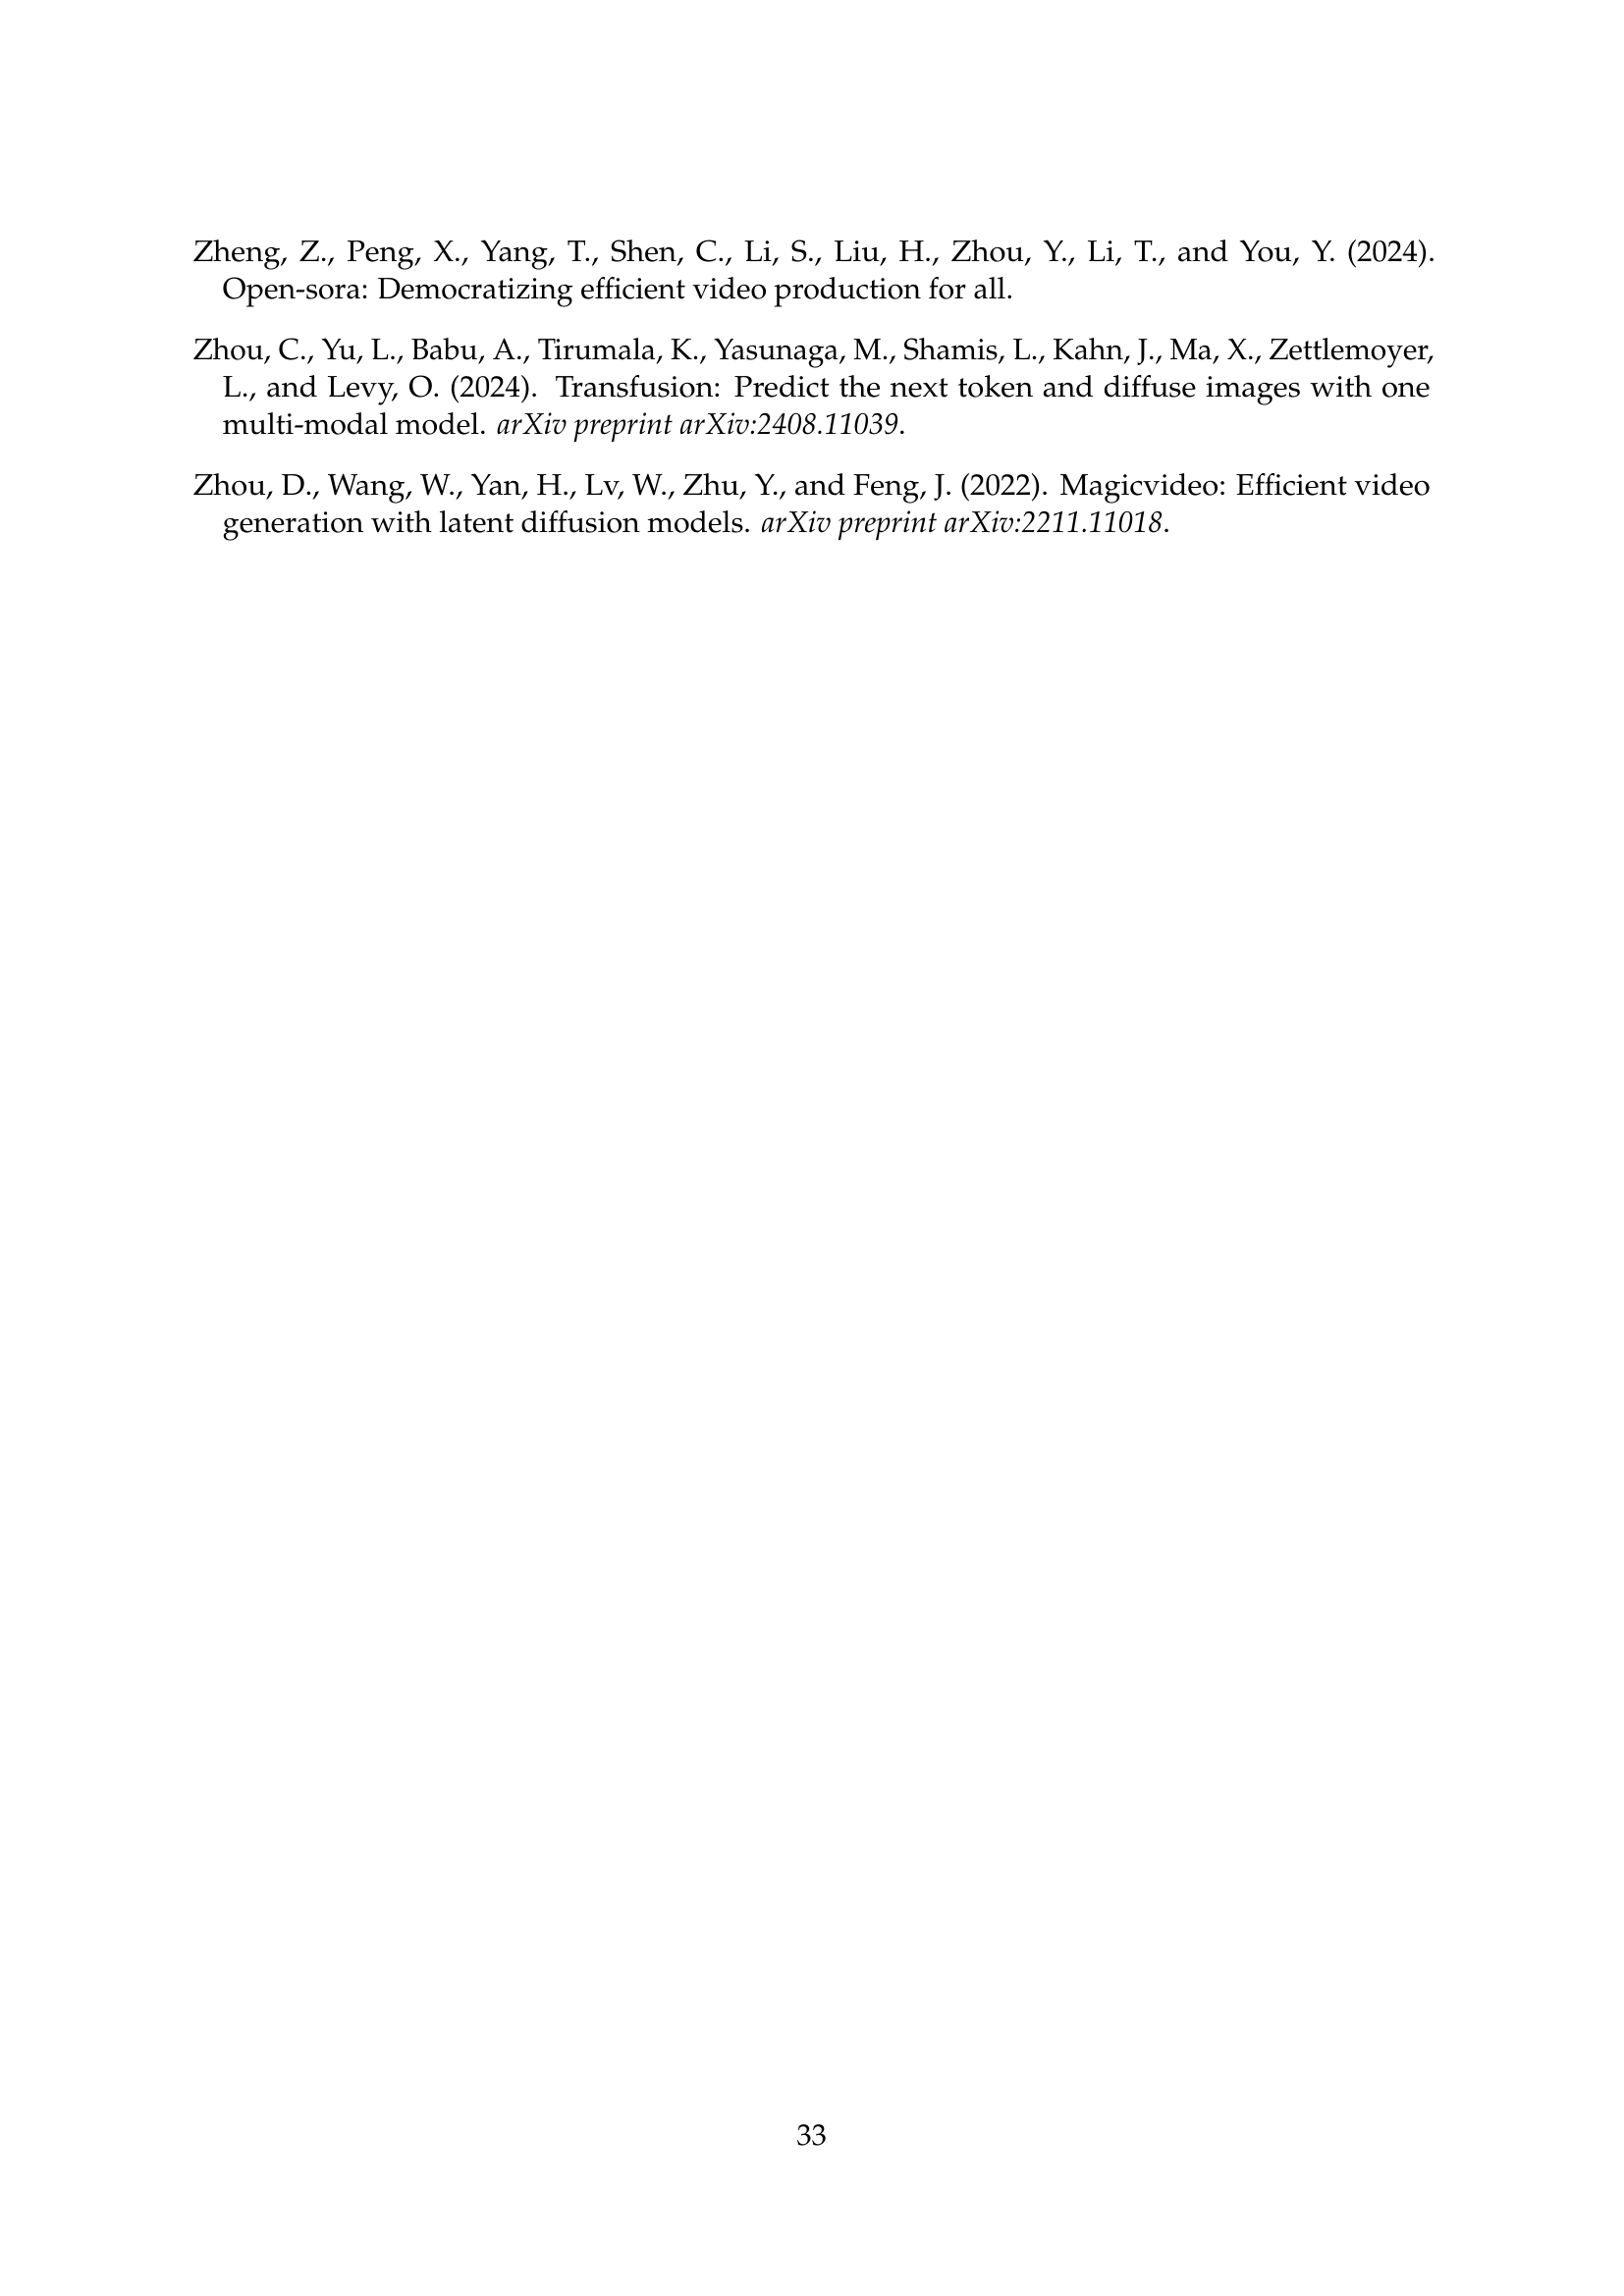 Zheng, Z., Peng, X., Yang, T., Shen, C., Li, S., Liu, H., Zhou, Y., Li, T., and You, Y. (2024).
Open-sora: Democratizing efficient video production for all.
Zhou, C., Yu, L., Babu, A., Tirumala, K., Yasunaga, M., Shamis, L., Kahn, J., Ma, X., Zettlemoyer,
L., and Levy, O. (2024). Transfusion: Predict the next token and diffuse images with one
multi-modal model. arXiv preprint arXiv:2408.11039.
Zhou, D., Wang, W., Yan, H., Lv, W., Zhu, Y., and Feng, J. (2022). Magicvideo: Efficient video
generation with latent diffusion models. arXiv preprint arXiv:2211.11018.
33